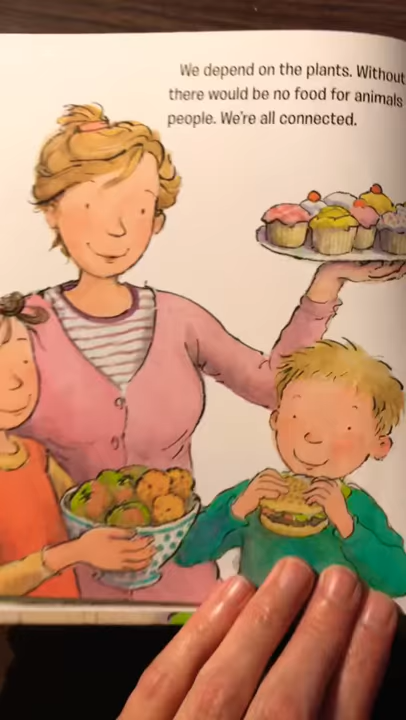 We depend on the plants. Without
there would be no food for animals
people. We're all connected.